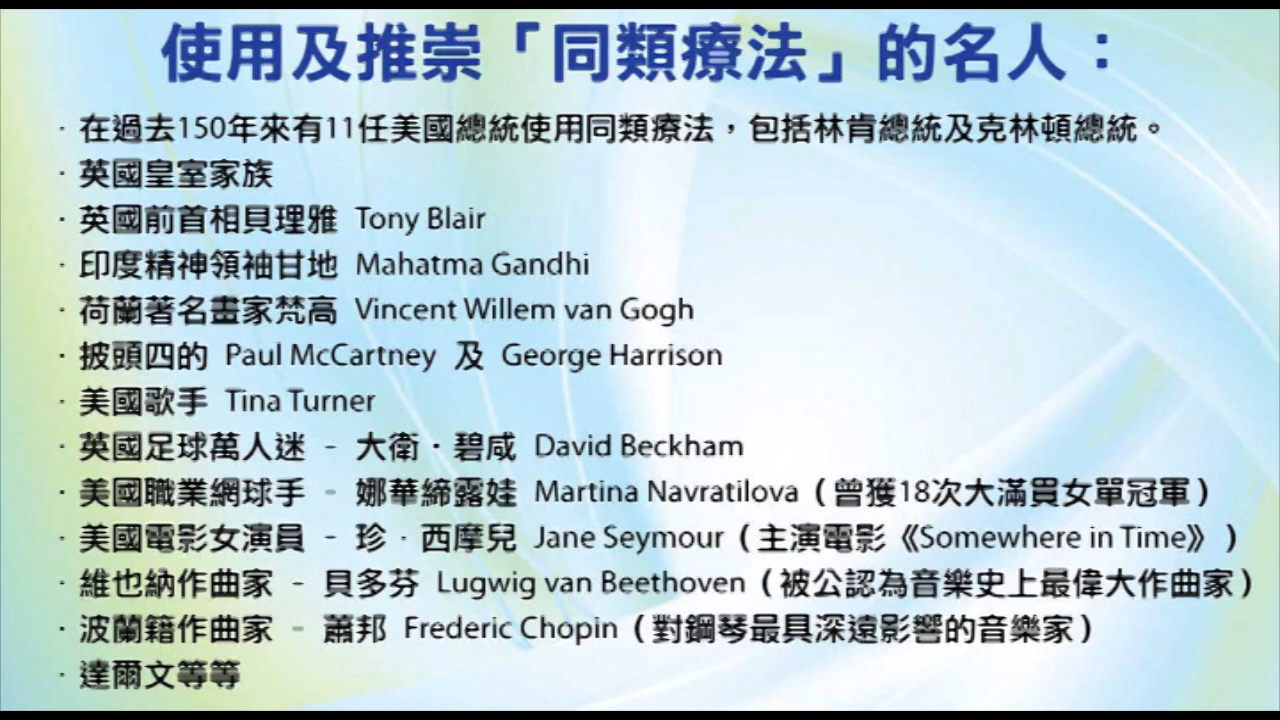 使用及推崇「同類療法」的名人：
· 在過去150年來有11任美國總統使用同類療法，包括林肯總統及克林頓總統。
· 英國皇室家族
· 英國前首相貝理雅 Tony Blair
· 印度精神領袖甘地 Mahatma Gandhi
· 荷蘭著名畫家梵高 Vincent Willem van Gogh
· 披頭四的 Paul McCartney 及 George Harrison
· 美國歌手 Tina Turner
· 英國足球萬人迷 - 大衛·碧咸 David Beckham
· 美國職業網球手 - 娜華締露娃 Martina Navratilova（曾獲18次大滿貫女單冠軍）
· 美國電影女演員 - 珍·西摩兒 Jane Seymour（主演電影《Somewhere in Time》）
· 維也納作曲家 - 貝多芬 Lugwig van Beethoven（被公認為音樂史上最偉大作曲家）
· 波蘭籍作曲家 - 蕭邦 Frederic Chopin（對鋼琴最具深遠影響的音樂家）
· 達爾文等等